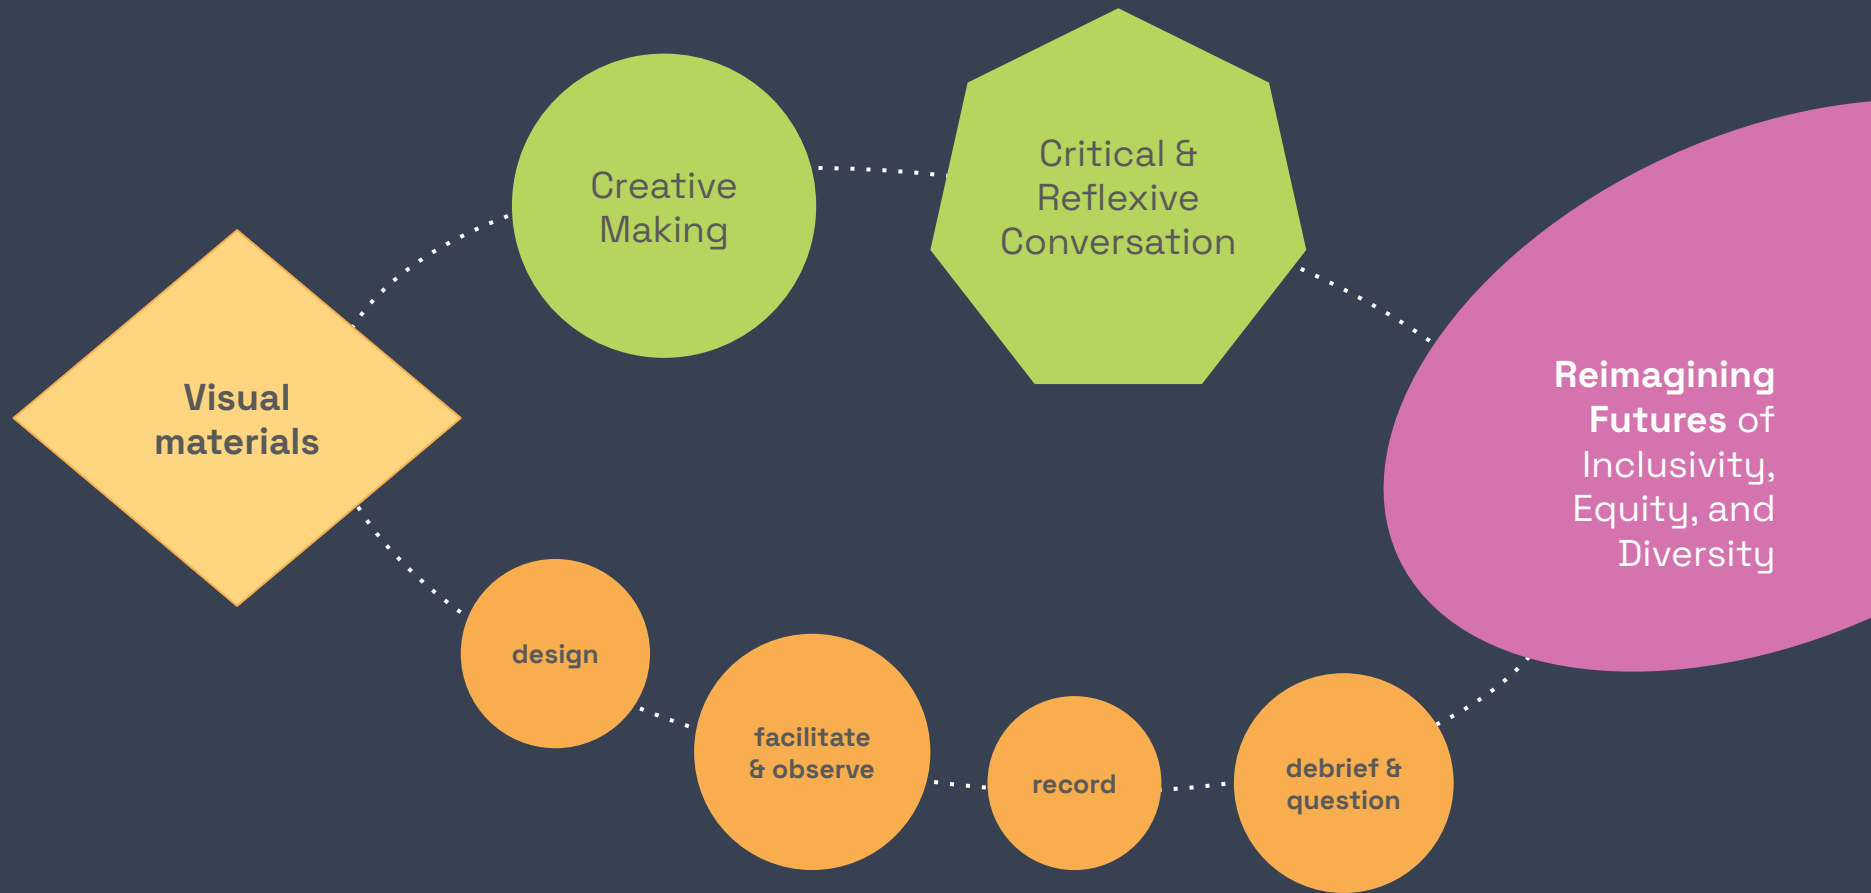 Creative
Making
Critical &
Reflexive
Conversation
Visual
materials
Reimagining
Futures of
Inclusivity,
Equity, and
Diversity
design
facilitate
& observe
record
debrief &
question